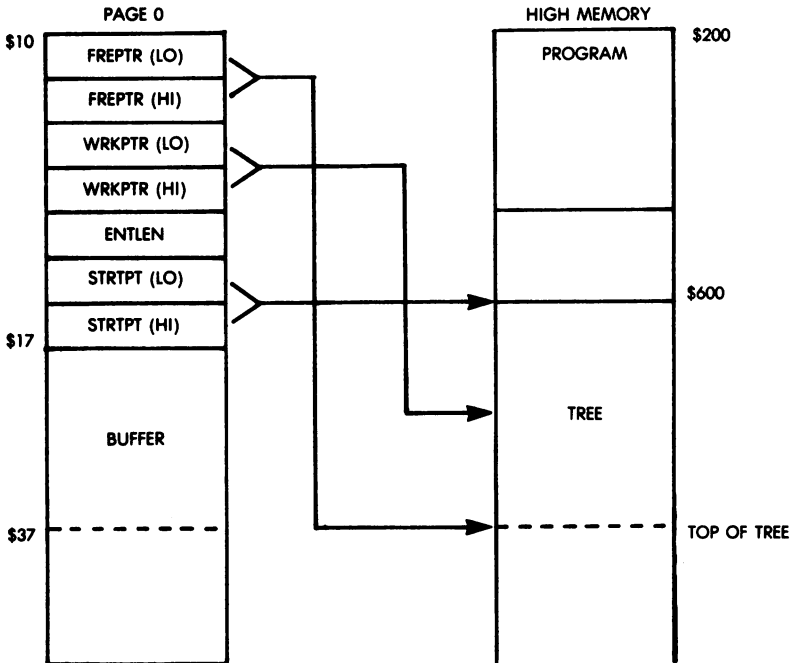 PAGE 0
$10
FREPTR (LO)
FREPTR (HI)
WRKPTR (LO)
WRKPTR (HI)
ENTLEN
STRTPT (LO)
STRTPT (HI)
$17
BUFFER
$37
HIGH MEMORY
$200
PROGRAM
$600
TREE
TOP OF TREE